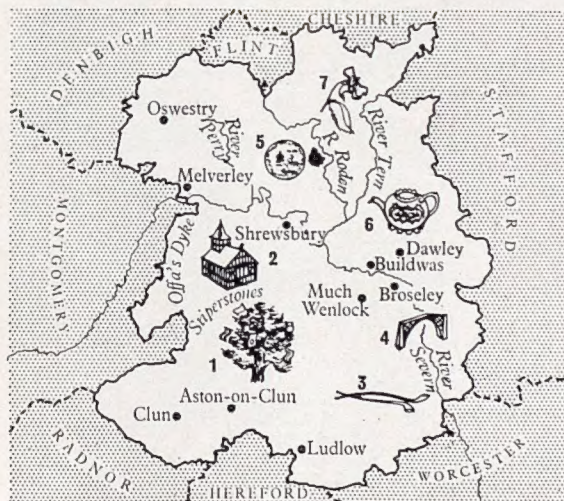 CHESHIRE
DENBIGH
FLINT
STAFFORD
7
Oswestry
River
Perry
5
R. Rodan
River Tern
Melverley
MONTGOMERY
Offa's Dyke
Shrewsbury
2
6
Dawley
Buildwas
Stiperstones
Much
Wenlock
Broseley
4
River
Severn
1
3
Aston-on-Clun
Clun
Ludlow
RADNOR
HEREFORD
WORCESTER